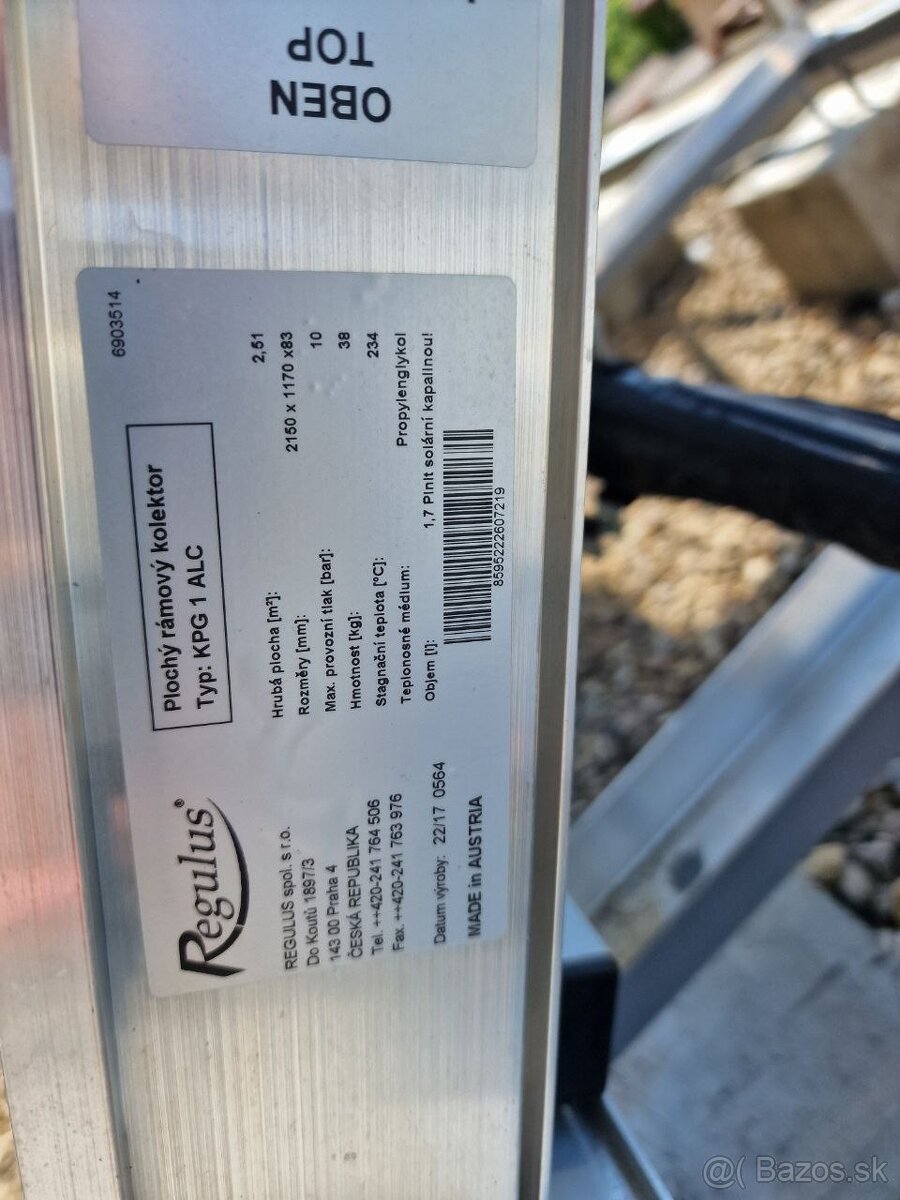 OBEN
TOP
6903514
Regulus®
Plochý rámový kolektor
Typ: KPG 1 ALC
REGULUS spol. s r.o.
Do Koutů 1897/3
143 00 Praha 4
ČESKÁ REPUBLIKA
Tel. ++420-241 764 506
Fax. ++420-241 763 976
Datum výroby: 22/17 0564
MADE in AUSTRIA
Hrubá plocha [m²]: 2,51
Rozměry [mm]: 2150 x 1170 x83
Max. provozní tlak [bar]: 10
Hmotnost [kg]: 38
Stagnační teplota [°C]: 234
Teplonosné médium: Propylenglykol
Objem [l]: 1,7 Plnit solární kapalinou!
8595222607219
@( Bazos.sk